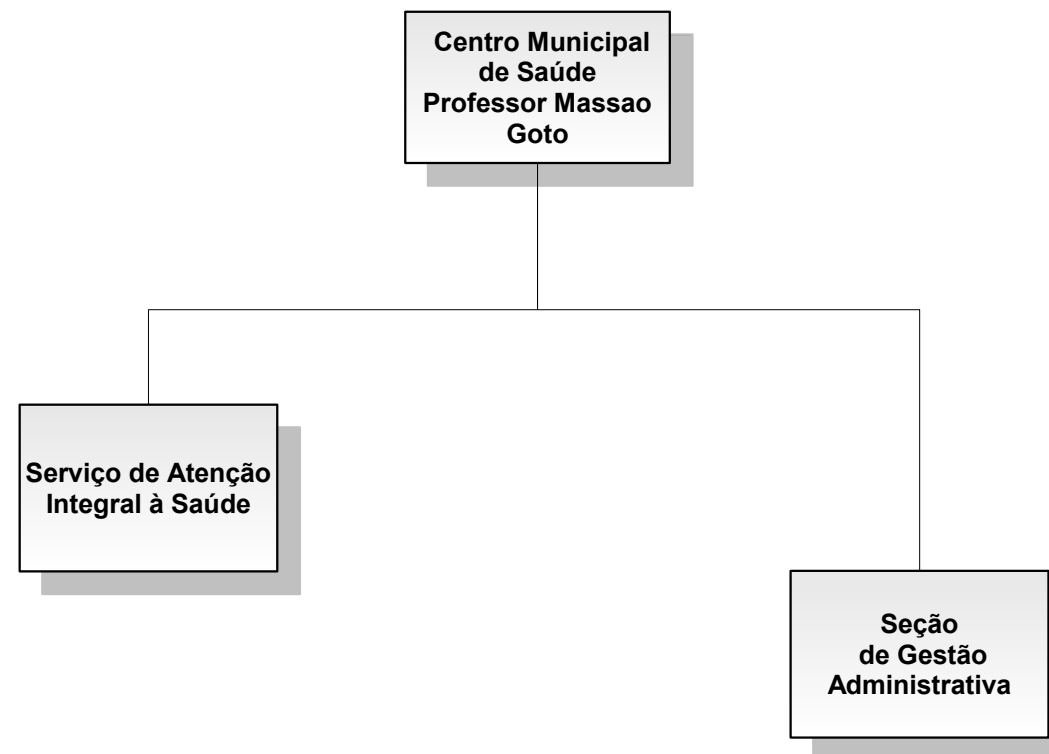 Centro Municipal
de Saúde
Professor Massao
Goto
Serviço de Atenção
Integral à Saúde
Seção
de Gestão
Administrativa